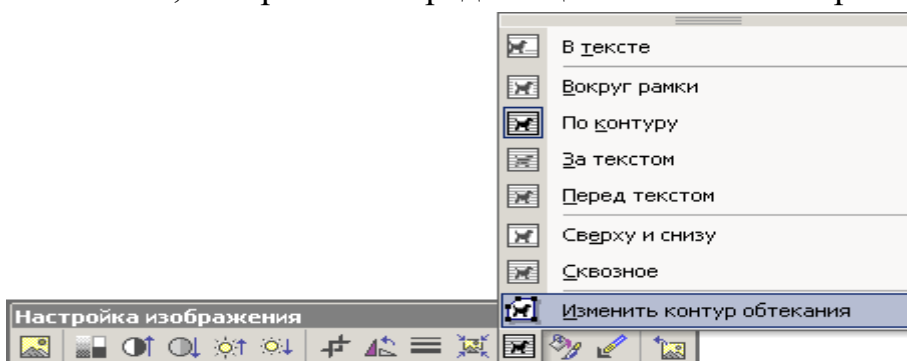 В тексте
Вокруг рамки
По контуру
За текстом
Перед текстом
Сверху и снизу
Сквозное
Изменить контур обтекания
Настройка изображения